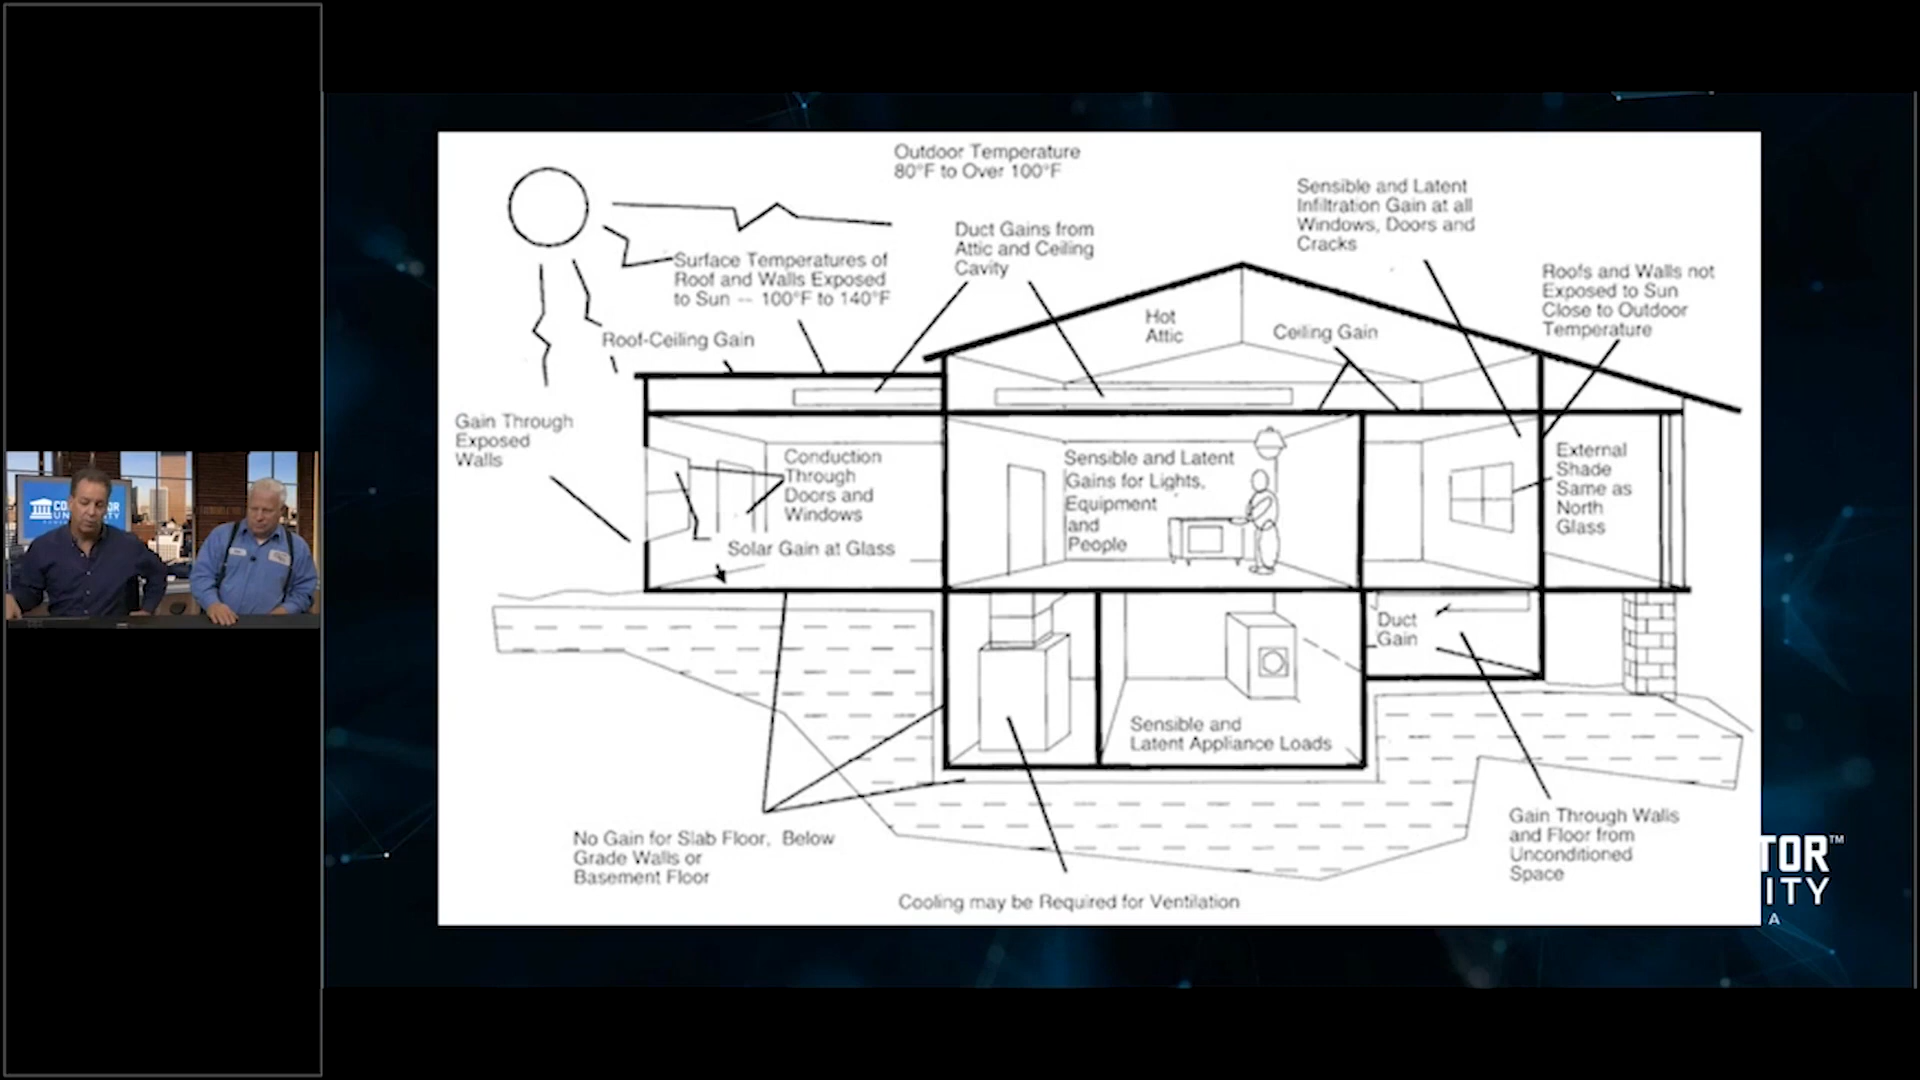 Outdoor Temperature
80°F to Over 100°F
Sensible and Latent
Infiltration Gain at all
Windows, Doors and
Cracks
Duct Gains from
Attic and Ceiling
Cavity
Surface Temperatures of
Roof and Walls Exposed
to Sun -- 100°F to 140°F
Roofs and Walls not
Exposed to Sun
Close to Outdoor
Temperature
Hot
Attic
Ceiling Gain
Roof-Ceiling Gain
Gain Through
Exposed
Walls
Conduction
Through
Doors and
Windows
Solar Gain at Glass
Sensible and Latent
Gains for Lights,
Equipment
and
People
External
Shade
Same as
North
Glass
Duct
Gain
Sensible and
Latent Appliance Loads
No Gain for Slab Floor, Below
Grade Walls or
Basement Floor
Cooling may be Required for Ventilation
Gain Through Walls
and Floor from
Unconditioned
Space
TOR™
ITY
A